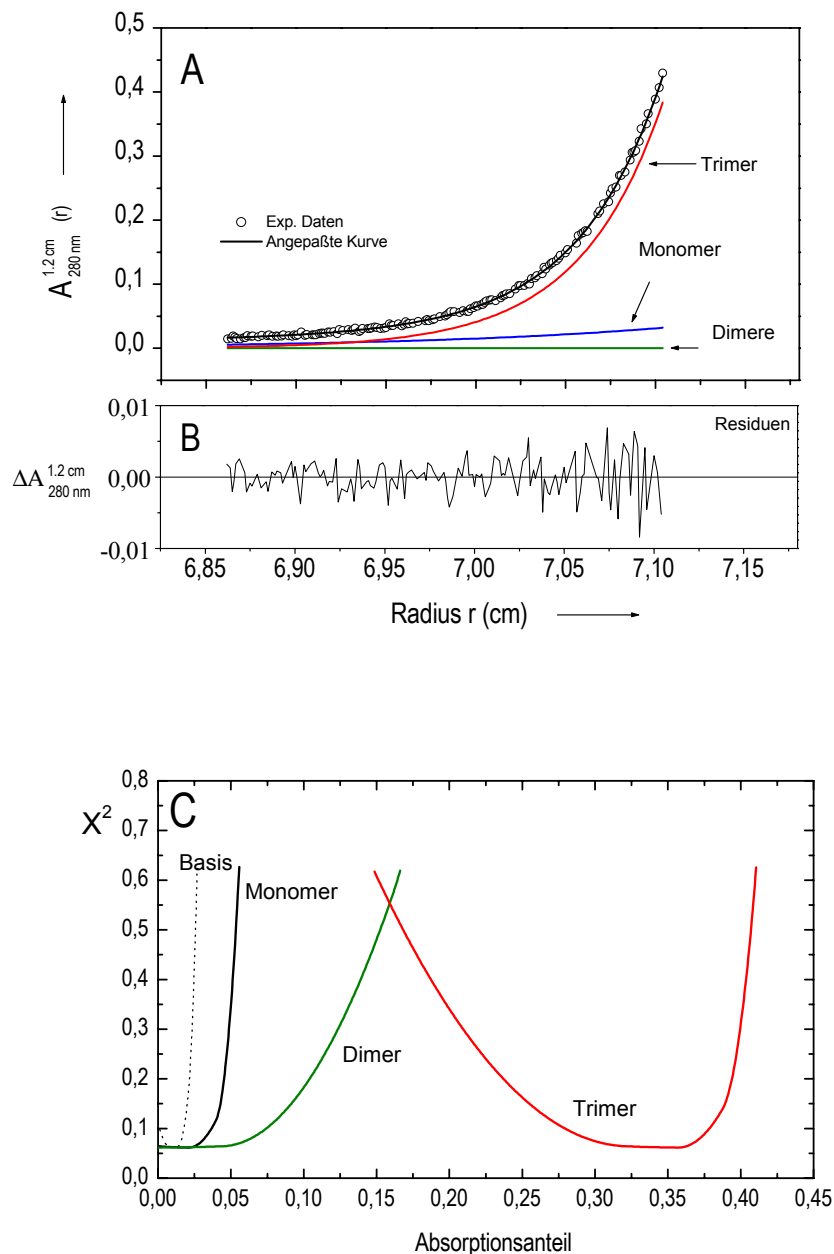 0,5
A
0,4
Trimer
0,3
A 1.2 cm 280 nm (r)
Exp. Daten
Angepaßte Kurve
0,2
Monomer
0,1
Dimere
0,0
0,01
B
Residuen
ΔA 1.2 cm 280 nm
0,00
-0,01
6,85 6,90 6,95 7,00 7,05 7,10 7,15
Radius r (cm)
0,8
C
X²
0,7
Basis
0,6
Monomer
0,5
0,4
0,3
Dimer
0,2
Trimer
0,1
0,0
0,00 0,05 0,10 0,15 0,20 0,25 0,30 0,35 0,40 0,45
Absorptionsanteil